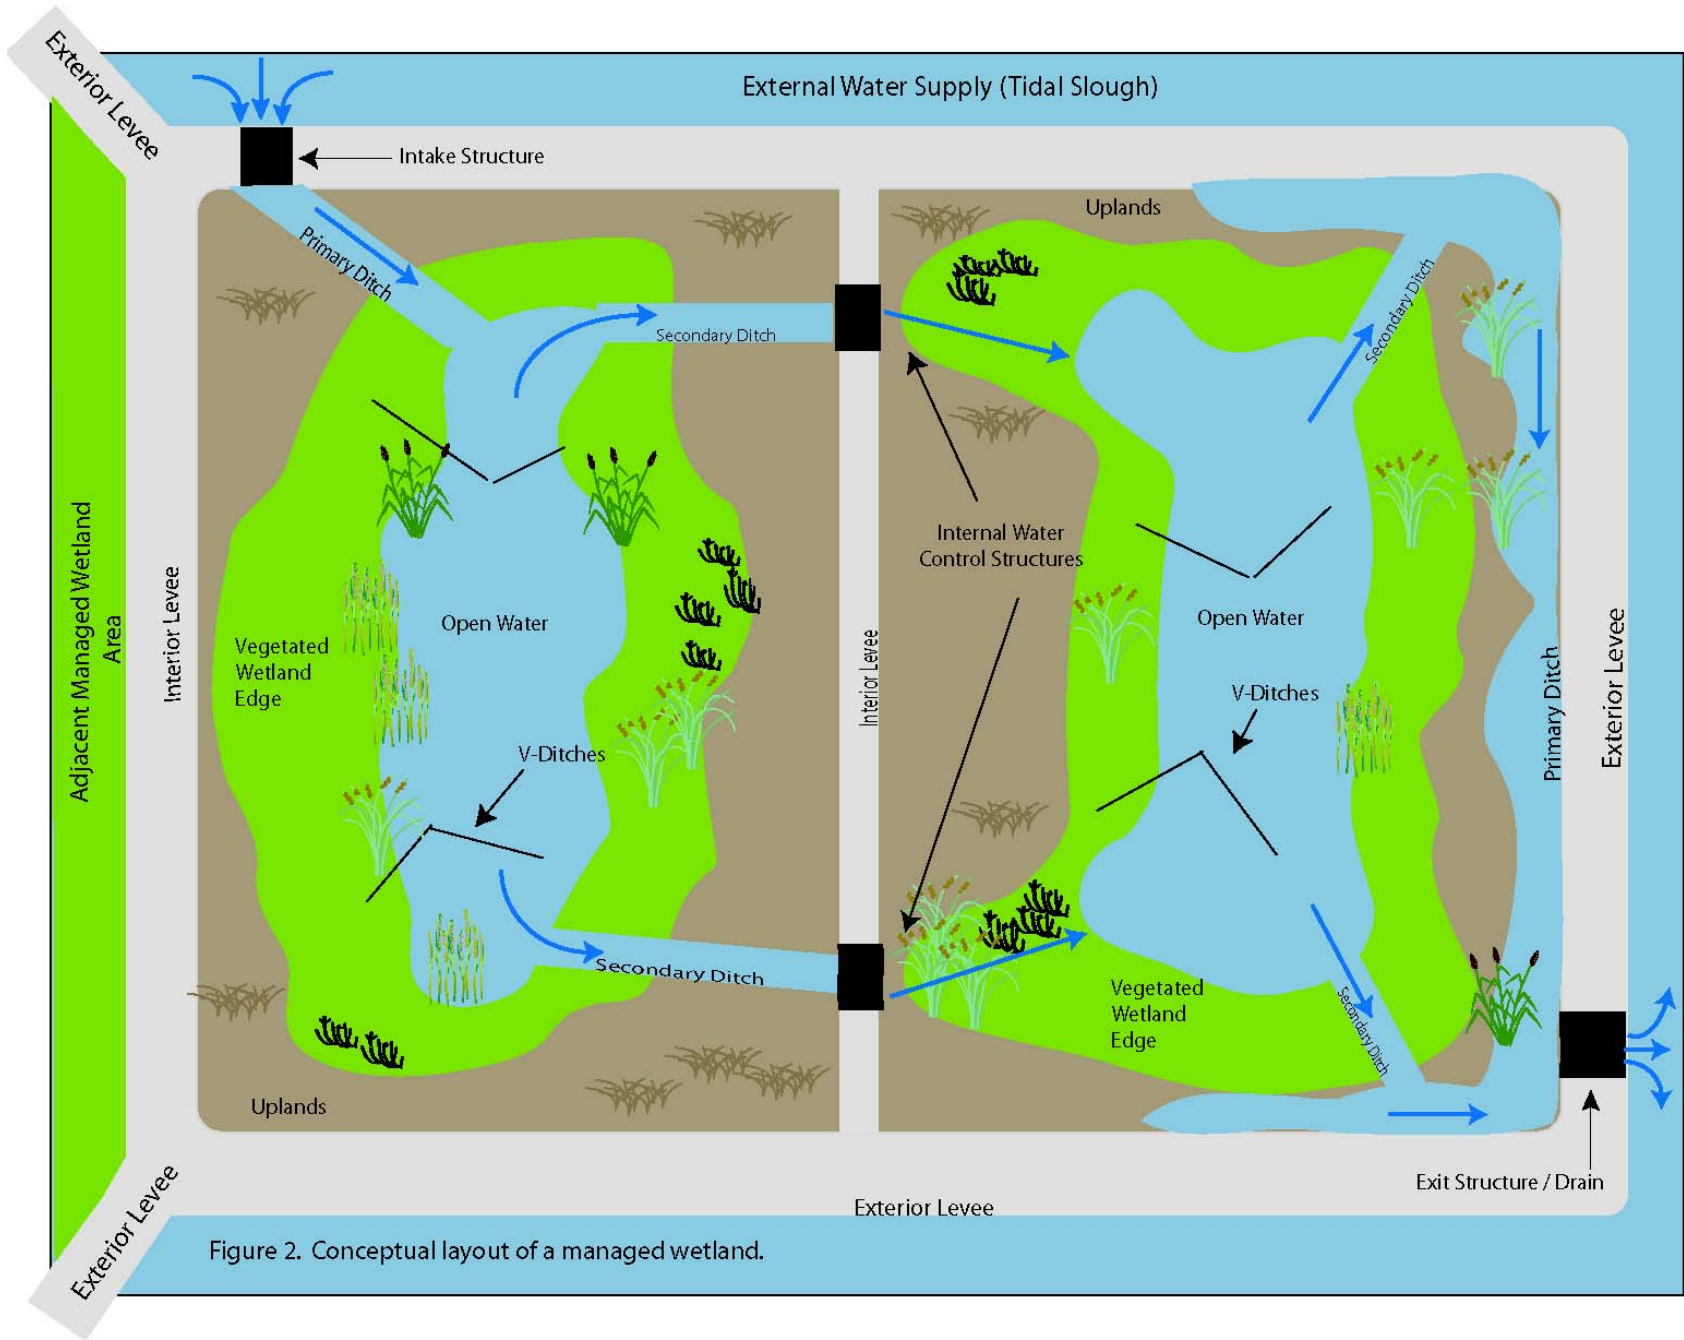 Exterior Levee
External Water Supply (Tidal Slough)
Intake Structure
Uplands
Primary Ditch
Secondary Ditch
Secondary Ditch
Internal Water
Control Structures
Adjacent Managed Wetland
Area
Interior Levee
Vegetated
Wetland
Edge
Open Water
Interior Levee
Open Water
V-Ditches
V-Ditches
Primary Ditch
Exterior Levee
Secondary Ditch
Vegetated
Wetland
Edge
Secondary Ditch
Uplands
Exit Structure / Drain
Exterior Levee
Exterior Levee
Figure 2. Conceptual layout of a managed wetland.